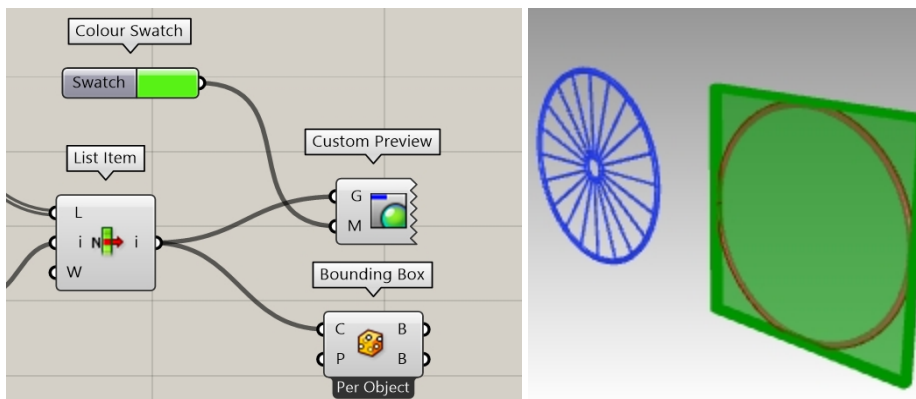 Colour Swatch
Swatch
List Item
Custom Preview
L
i N i
W
G
M
Bounding Box
C B
P B
Per Object